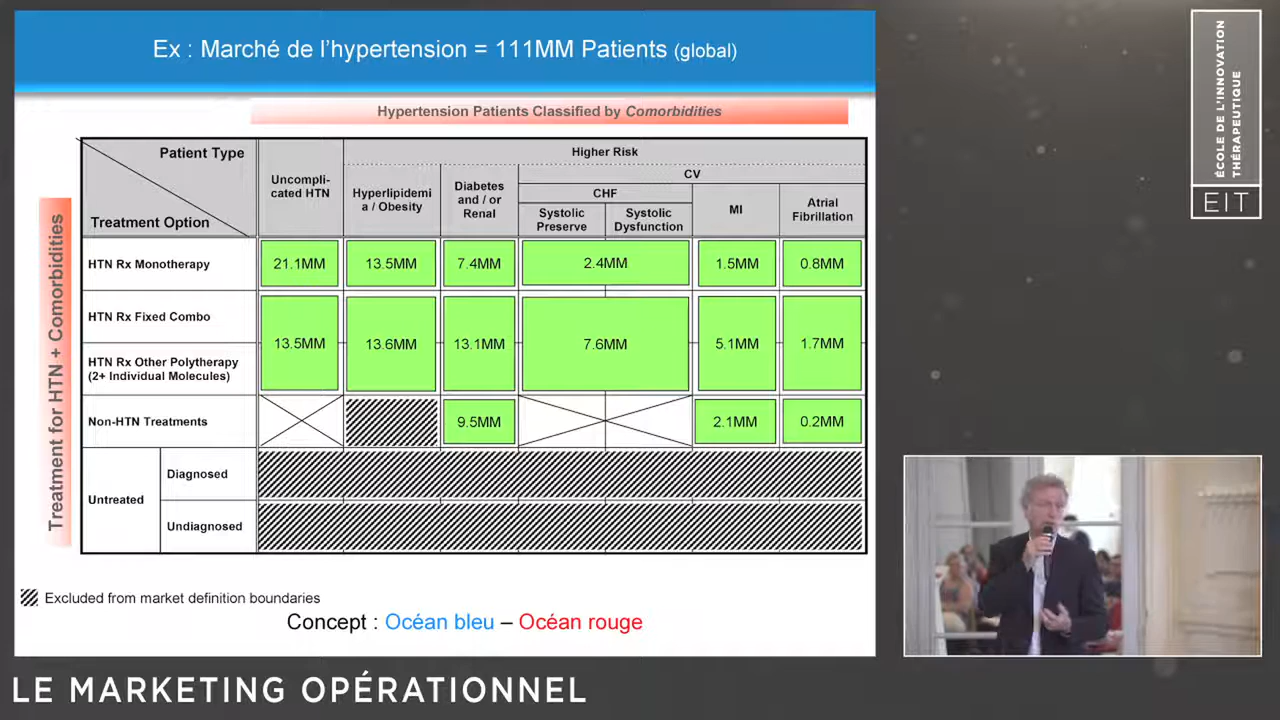 Ex : Marché de l’hypertension = 111MM Patients (global)
Hypertension Patients Classified by Comorbidities
Treatment for HTN + Comorbidities
Patient Type
Treatment Option
Uncompli-
cated HTN
Higher Risk
Hyperlipidemi
a / Obesity
Diabetes
and / or
Renal
CV
CHF
Systolic
Preserve
Systolic
Dysfunction
MI
Atrial
Fibrillation
HTN Rx Monotherapy
21.1MM
13.5MM
7.4MM
2.4MM
1.5MM
0.8MM
HTN Rx Fixed Combo
HTN Rx Other Polytherapy
(2+ Individual Molecules)
13.5MM
13.6MM
13.1MM
7.6MM
5.1MM
1.7MM
Non-HTN Treatments
9.5MM
2.1MM
0.2MM
Untreated
Diagnosed
Undiagnosed
Excluded from market definition boundaries
Concept : Océan bleu – Océan rouge
ÉCOLE DE L’INNOVATION
THÉRAPEUTIQUE
EIT
LE MARKETING OPÉRATIONNEL